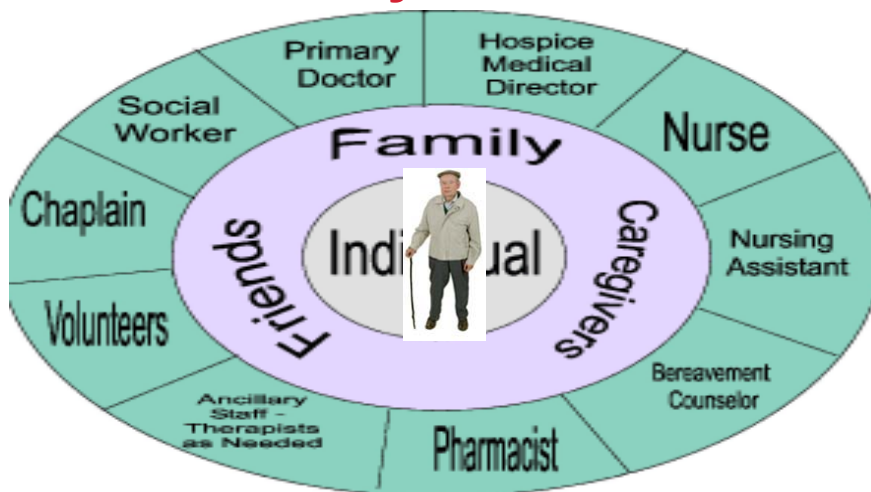 Primary
Doctor
Hospice
Medical
Director
Nurse
Nursing
Assistant
Bereavement
Counselor
Pharmacist
Ancillary
Staff -
Therapists
as Needed
Volunteers
Chaplain
Social
Worker
Family
Caregivers
Friends